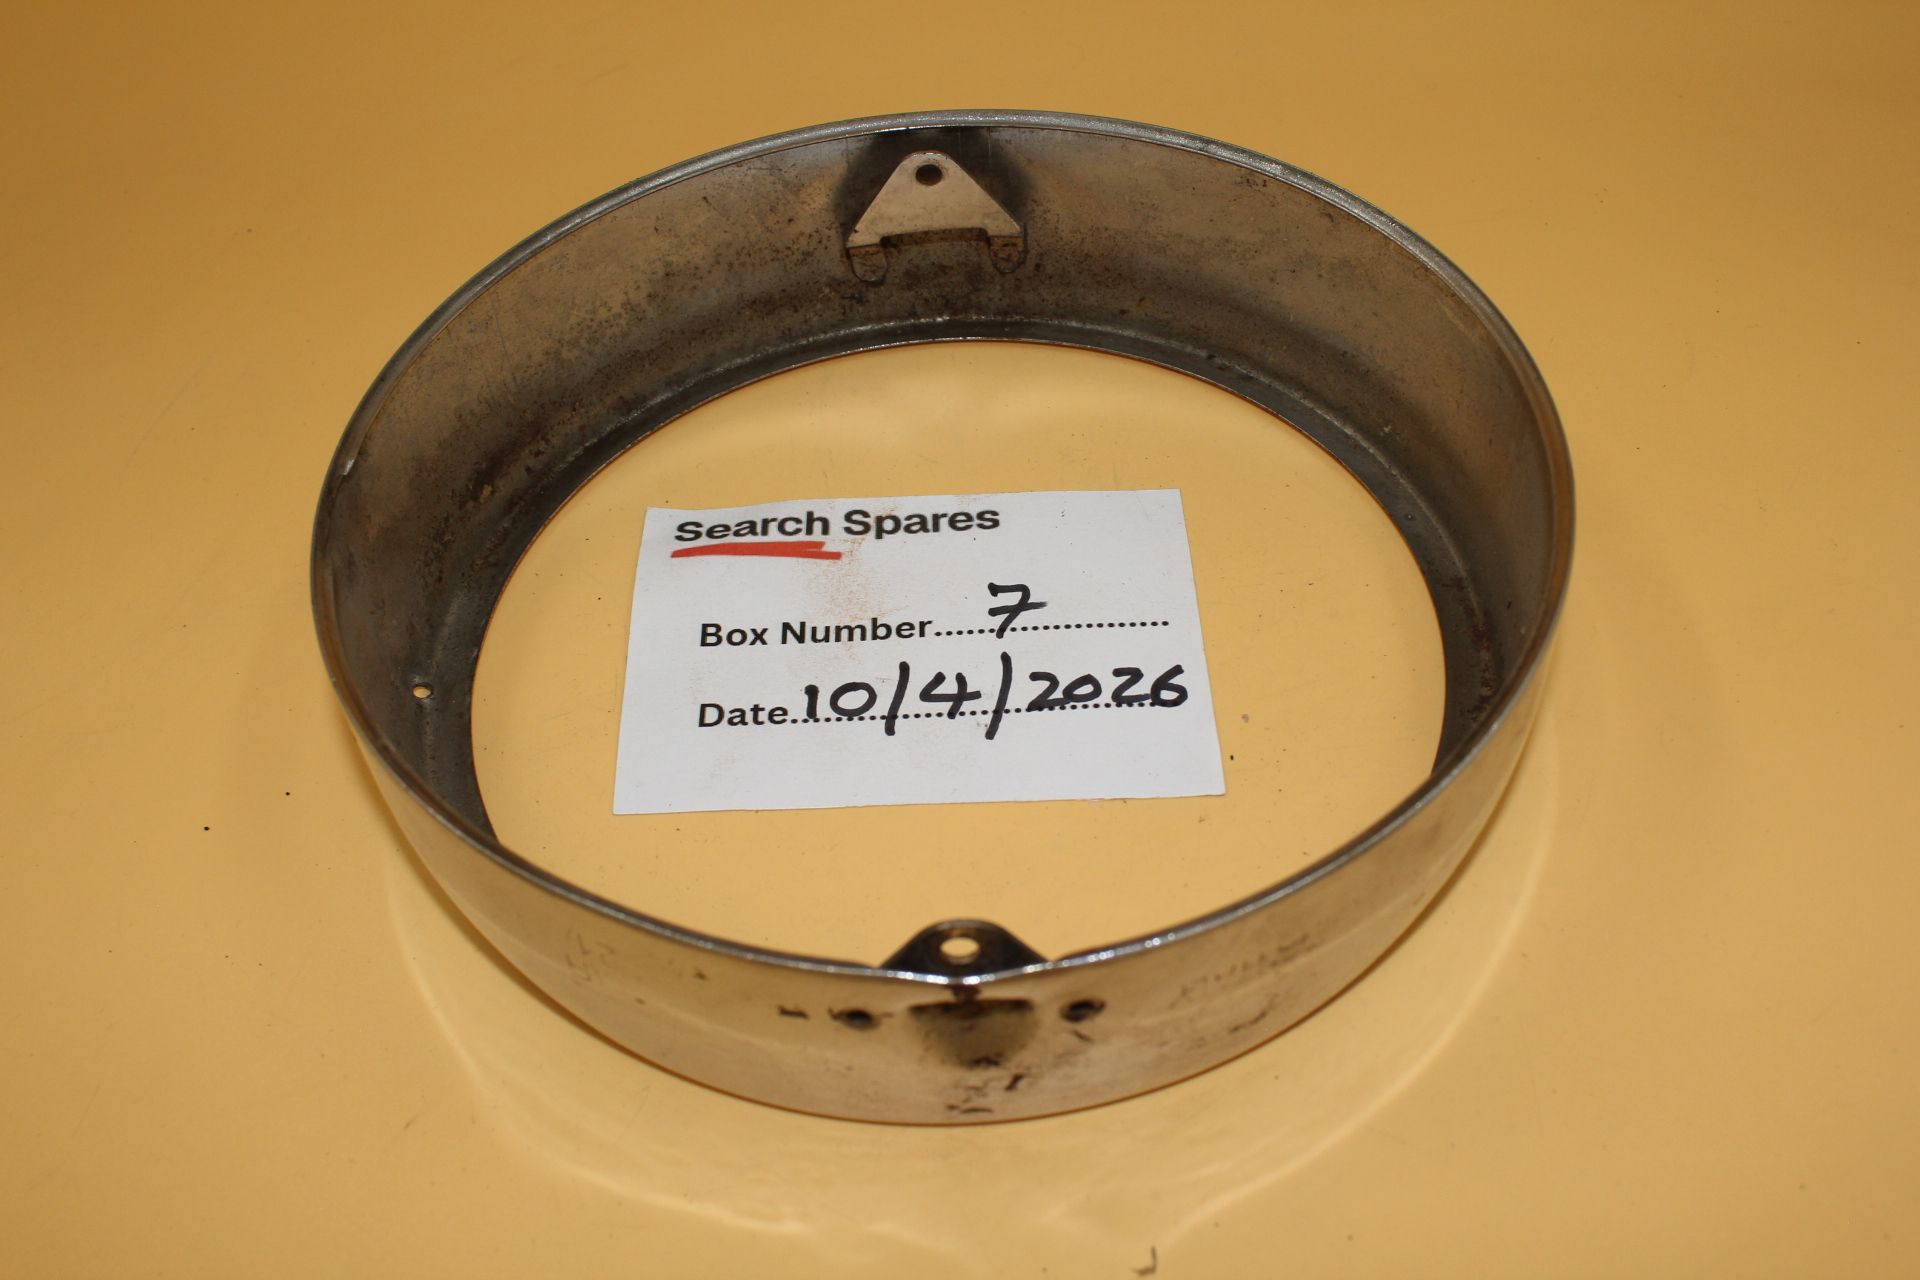 Search Spares
Box Number......7......................
Date..10/4/2026